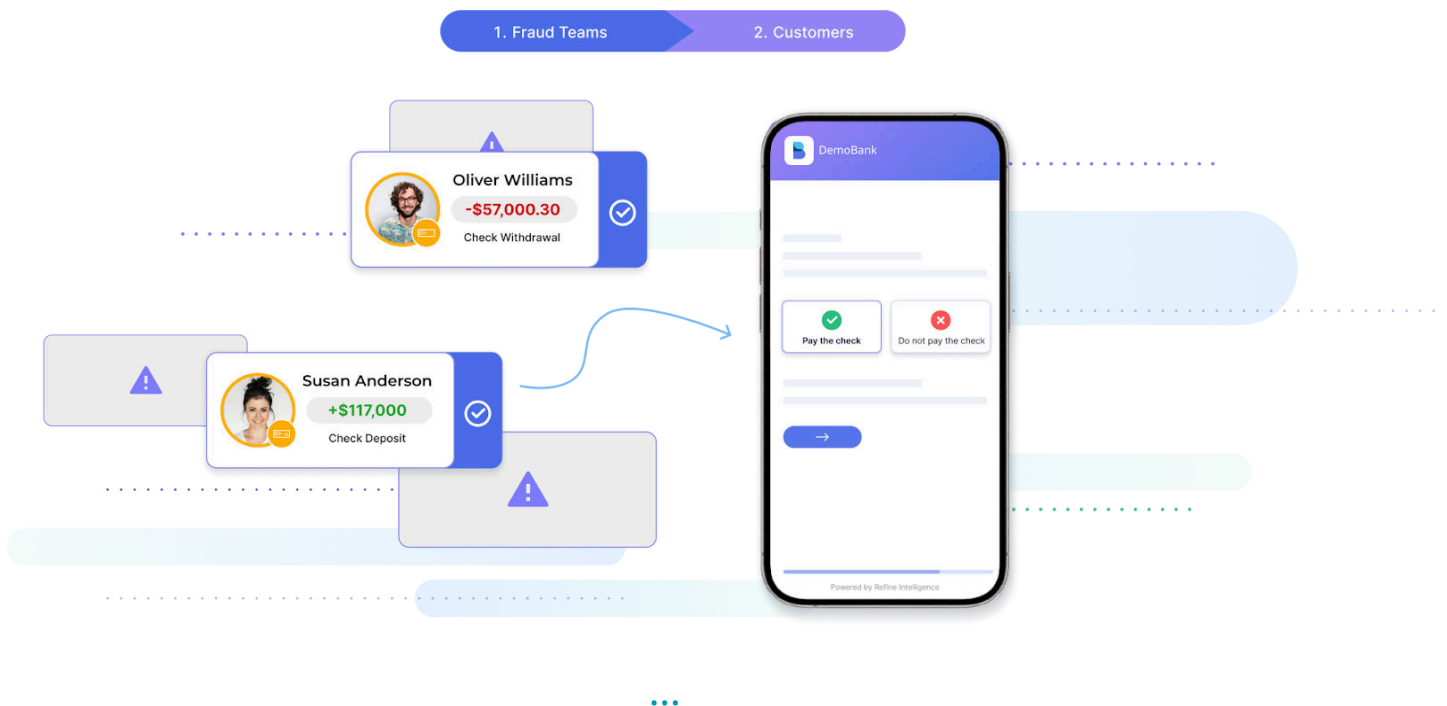 1. Fraud Teams
2. Customers
Oliver Williams
-$57,000.30
Check Withdrawal
Susan Anderson
+$117,000
Check Deposit
DemoBank
Pay the check
Do not pay the check
Powered by Refine Intelligence